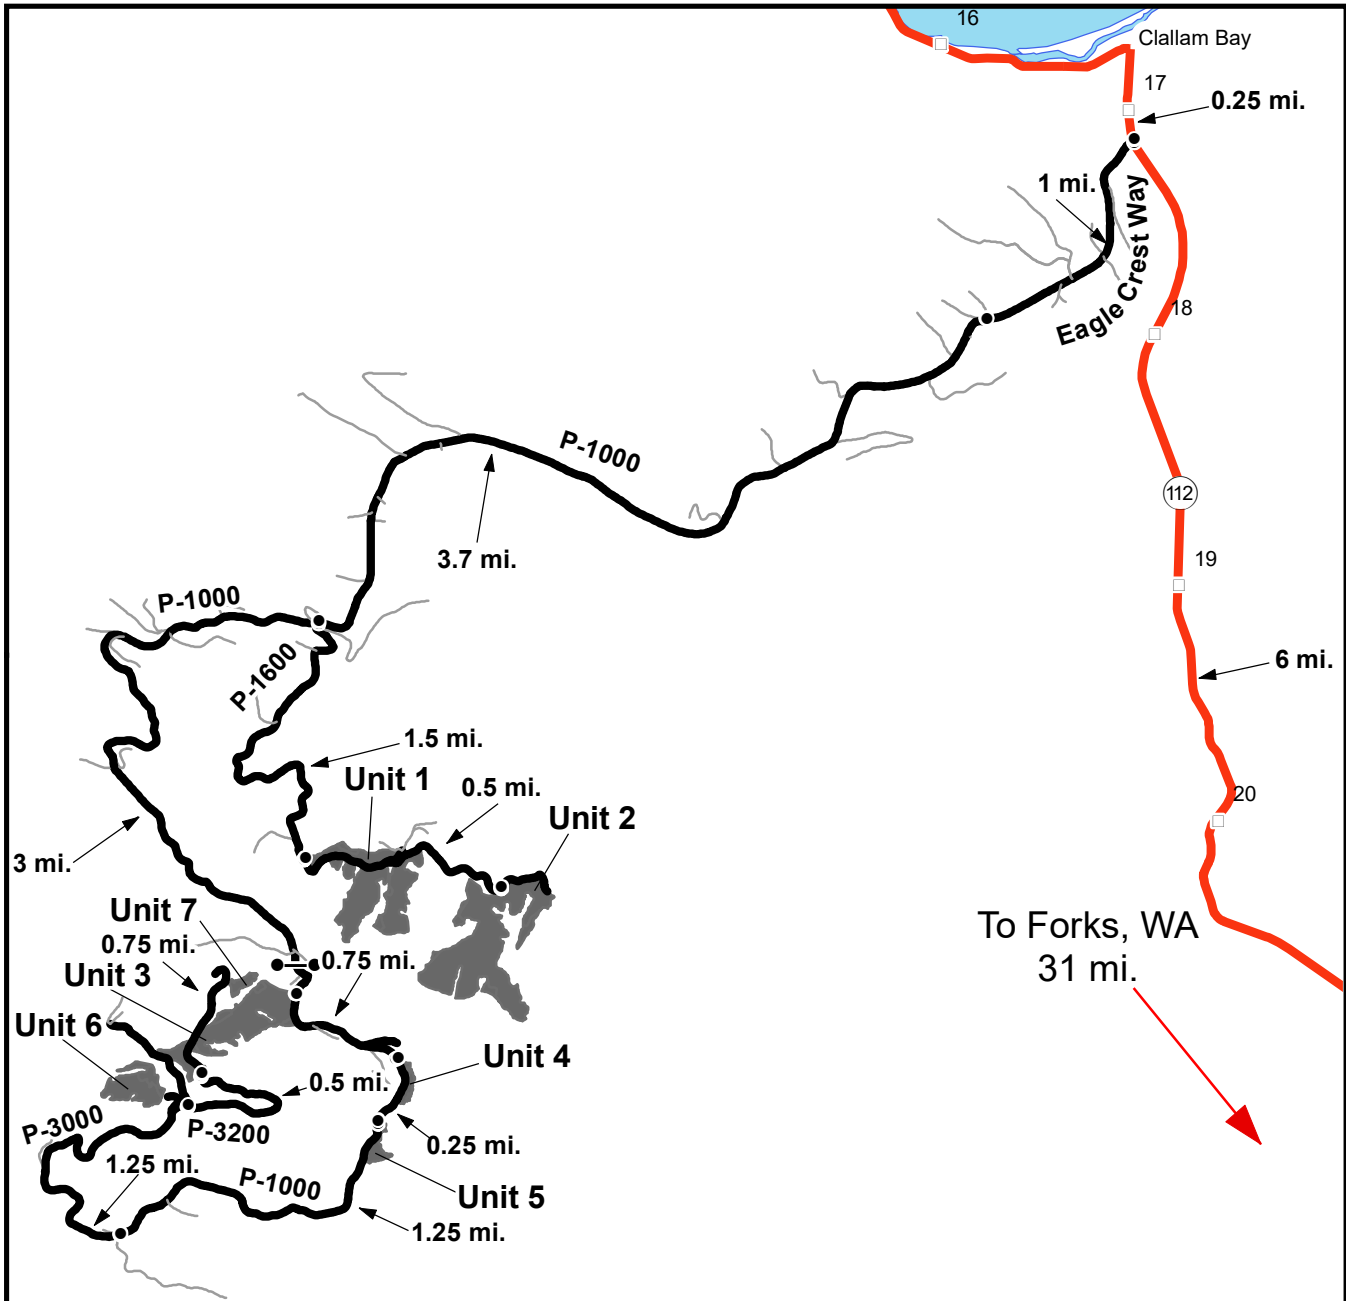 16
Clallam Bay
17
0.25 mi.
1 mi.
Eagle Crest Way
18
P-1000
112
3.7 mi.
19
P-1000
P-1600
6 mi.
1.5 mi.
Unit 1
0.5 mi.
20
Unit 2
3 mi.
Unit 7
0.75 mi.
To Forks, WA
31 mi.
0.75 mi.
Unit 3
Unit 6
Unit 4
0.5 mi.
P-3000
P-3200
0.25 mi.
1.25 mi.
P-1000
Unit 5
1.25 mi.